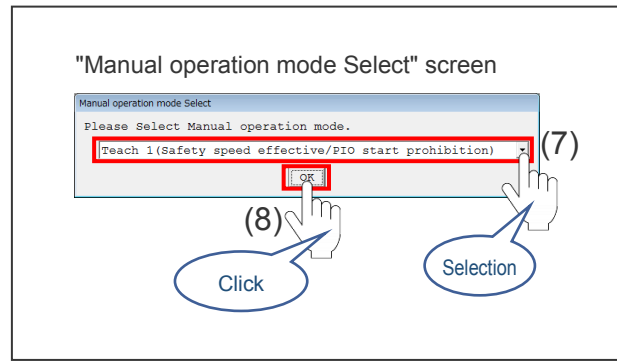 "Manual operation mode Select" screen
Manual operation mode Select
Please Select Manual operation mode.
Teach 1(Safety speed effective/PIO start prohibition)
(7)
OK
(8)
Click
Selection